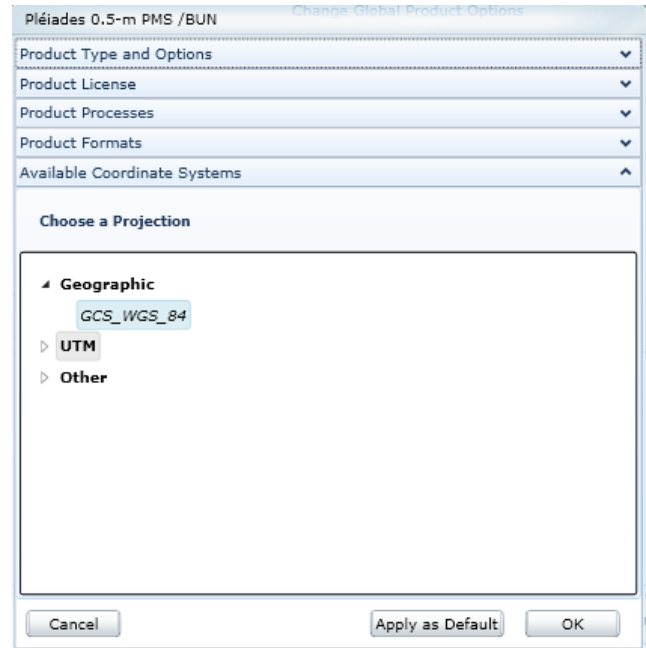 Change Global Product Options
Pléiades 0.5-m PMS /BUN
Product Type and Options
Product License
Product Processes
Product Formats
Available Coordinate Systems
Choose a Projection
Geographic
GCS_WGS_84
UTM
Other
Cancel
Apply as Default
OK